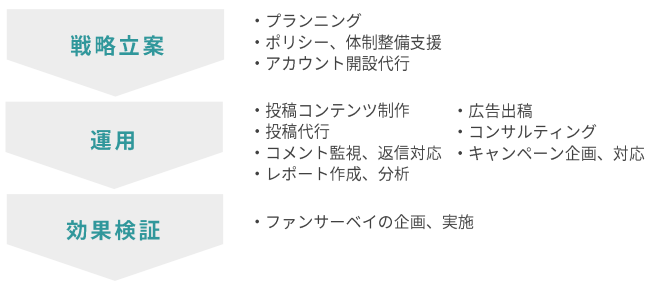 戦略立案
・プランニング
・ポリシー、体制整備支援
・アカウント開設代行
運用
・投稿コンテンツ制作
・投稿代行
・コメント監視、返信対応
・レポート作成、分析
・広告出稿
・コンサルティング
・キャンペーン企画、対応
効果検証
・ファンサーベイの企画、実施